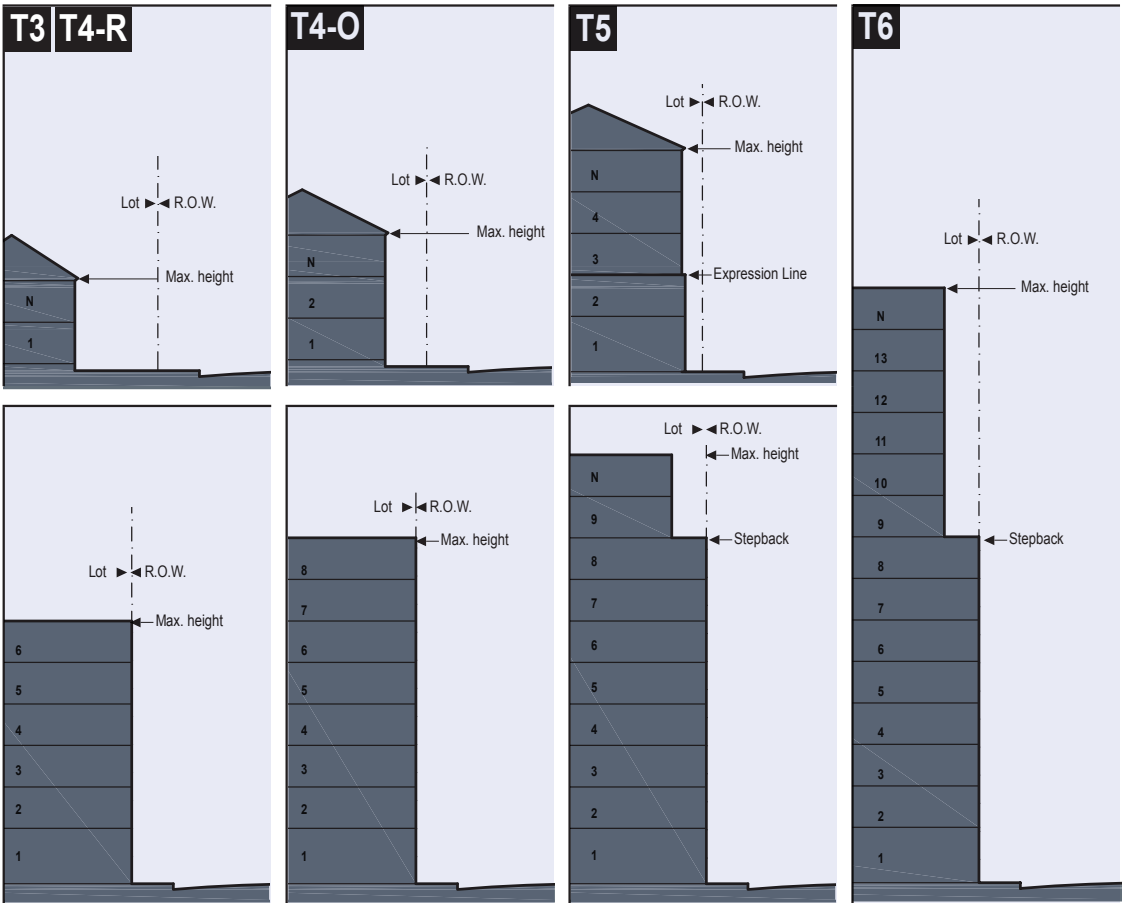 T3 T4-R
Lot R.O.W.
Max. height
N
1
T4-O
Lot R.O.W.
Max. height
N
2
1
T5
Lot R.O.W.
Max. height
N
4
3
Expression Line
2
1
T6
Lot R.O.W.
Max. height
N
13
12
11
10
9
Stepback
8
7
6
5
4
3
2
1
Lot R.O.W.
Max. height
6
5
4
3
2
1
Lot R.O.W.
Max. height
8
7
6
5
4
3
2
1
Lot R.O.W.
Max. height
N
9
Stepback
8
7
6
5
4
3
2
1